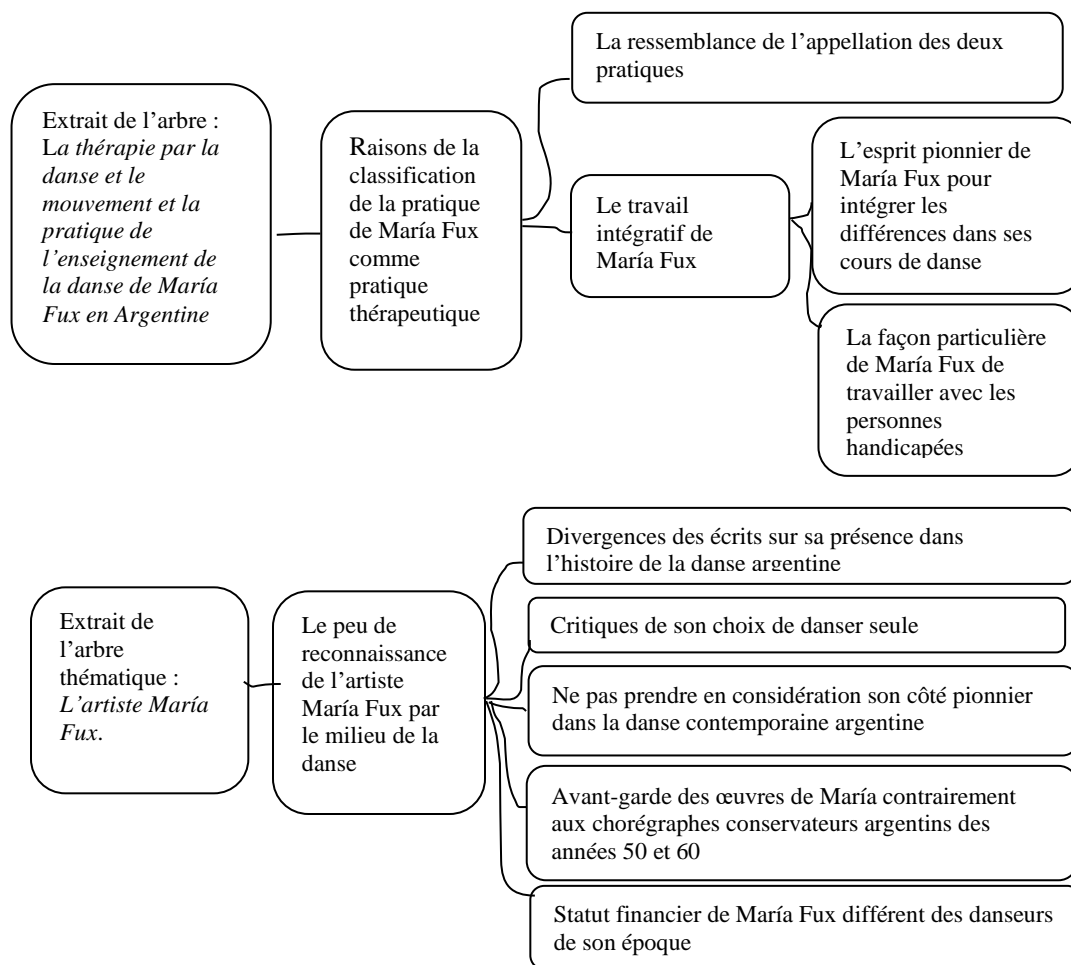 Extrait de l’arbre :
La thérapie par la
danse et le
mouvement et la
pratique de
l’enseignement de
la danse de María
Fux en Argentine
Raisons de la
classification
de la pratique
de María Fux
comme
pratique
thérapeutique
La ressemblance de l’appellation des deux
pratiques
Le travail
intégratif de
María Fux
L’esprit pionnier de
María Fux pour
intégrer les
différences dans ses
cours de danse
La façon particulière
de María Fux de
travailler avec les
personnes
handicapées
Extrait de
l’arbre
thématique :
L’artiste María
Fux.
Le peu de
reconnaissance
de l’artiste
María Fux par
le milieu de la
danse
Divergences des écrits sur sa présence dans
l’histoire de la danse argentine
Critiques de son choix de danser seule
Ne pas prendre en considération son côté pionnier
dans la danse contemporaine argentine
Avant-garde des œuvres de María contrairement
aux chorégraphes conservateurs argentins des
années 50 et 60
Statut financier de María Fux différent des danseurs
de son époque